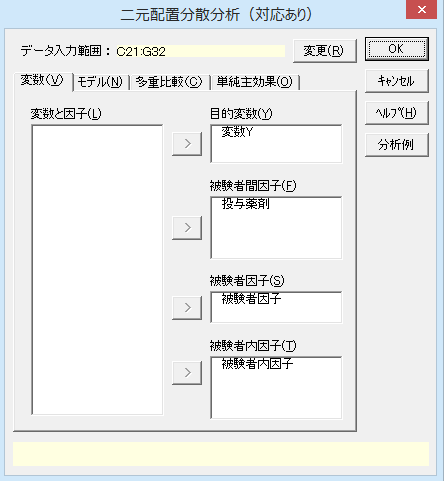 二元配置分散分析（対応あり）
データ入力範囲： C21:G32
変更(R)
OK
キャンセル
ヘルプ(H)
分析例
変数(V)
モデル(N)
多重比較(C)
単純主効果(O)
変数と因子(L)
目的変数(Y)
変数Y
被験者間因子(F)
投与薬剤
被験者因子(S)
被験者因子
被験者内因子(T)
被験者内因子
>
>
>
>